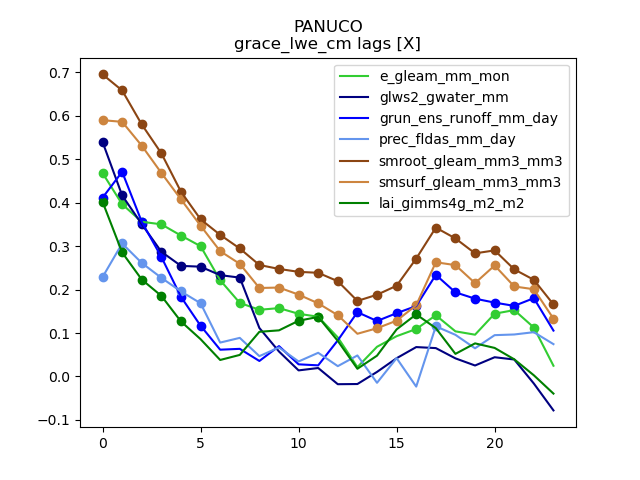 PANUCO
grace_lwe_cm lags [X]
e_gleam_mm_mon
glws2_gwater_mm
grun_ens_runoff_mm_day
prec_fldas_mm_day
smroot_gleam_mm3_mm3
smsurf_gleam_mm3_mm3
lai_gimms4g_m2_m2
0.7
0.6
0.5
0.4
0.3
0.2
0.1
0.0
−0.1
0 5 10 15 20